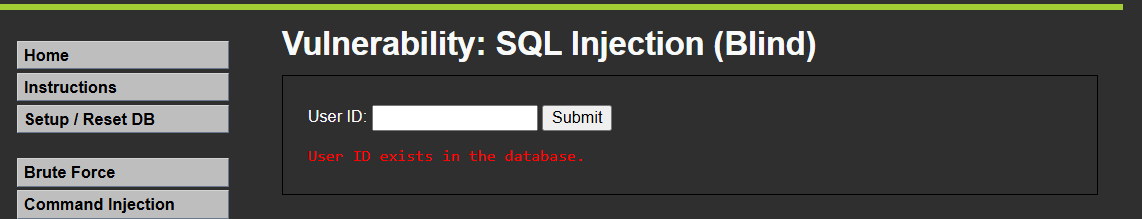 Home
Instructions
Setup / Reset DB
Brute Force
Command Injection
Vulnerability: SQL Injection (Blind)
User ID: Submit
User ID exists in the database.